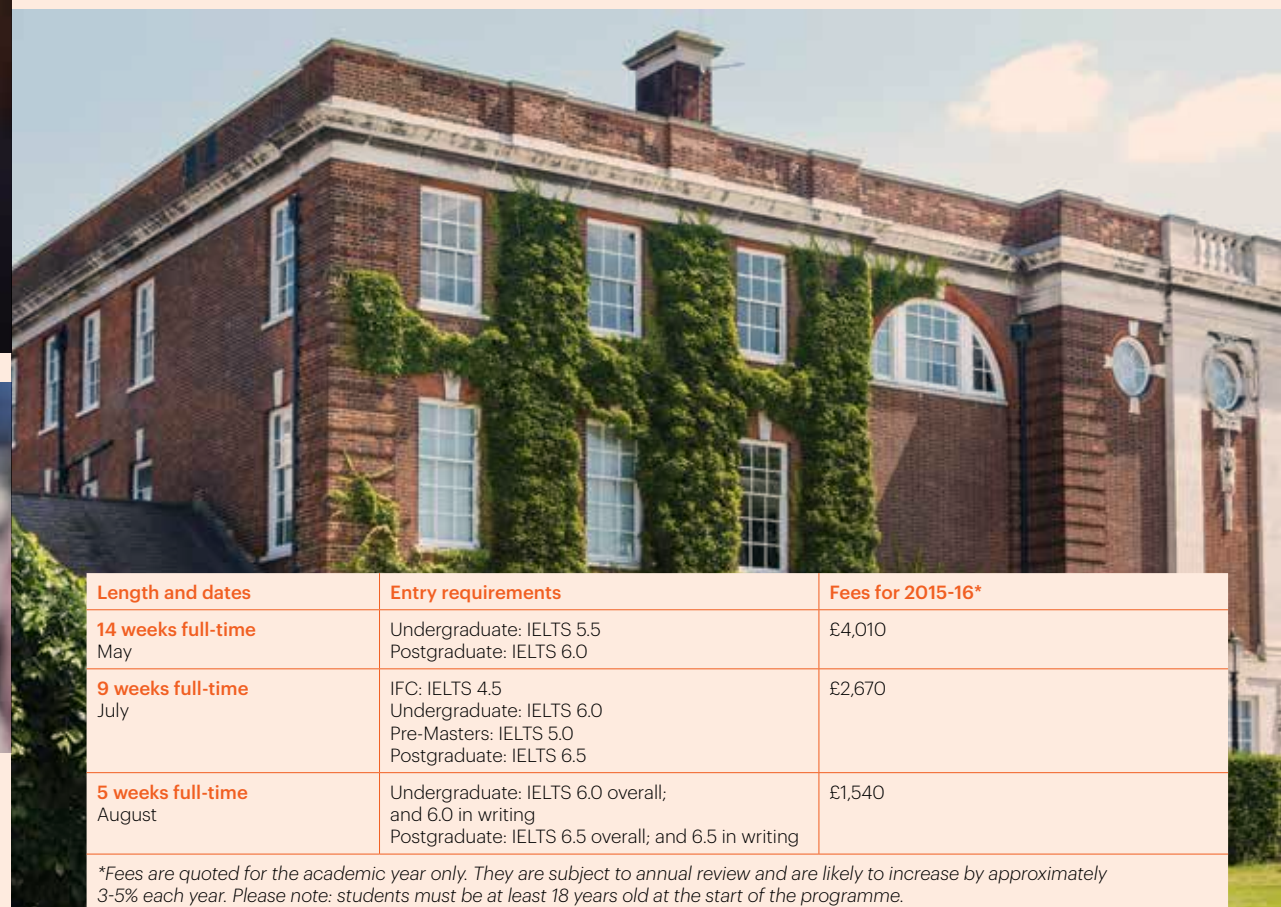 Length and dates
Entry requirements
Fees for 2015-16*
14 weeks full-time
May
Undergraduate: IELTS 5.5
Postgraduate: IELTS 6.0
£4,010
9 weeks full-time
July
IFC: IELTS 4.5
Undergraduate: IELTS 6.0
Pre-Masters: IELTS 5.0
Postgraduate: IELTS 6.5
£2,670
5 weeks full-time
August
Undergraduate: IELTS 6.0 overall;
and 6.0 in writing
Postgraduate: IELTS 6.5 overall; and 6.5 in writing
£1,540
*Fees are quoted for the academic year only. They are subject to annual review and are likely to increase by approximately
3-5% each year. Please note: students must be at least 18 years old at the start of the programme.